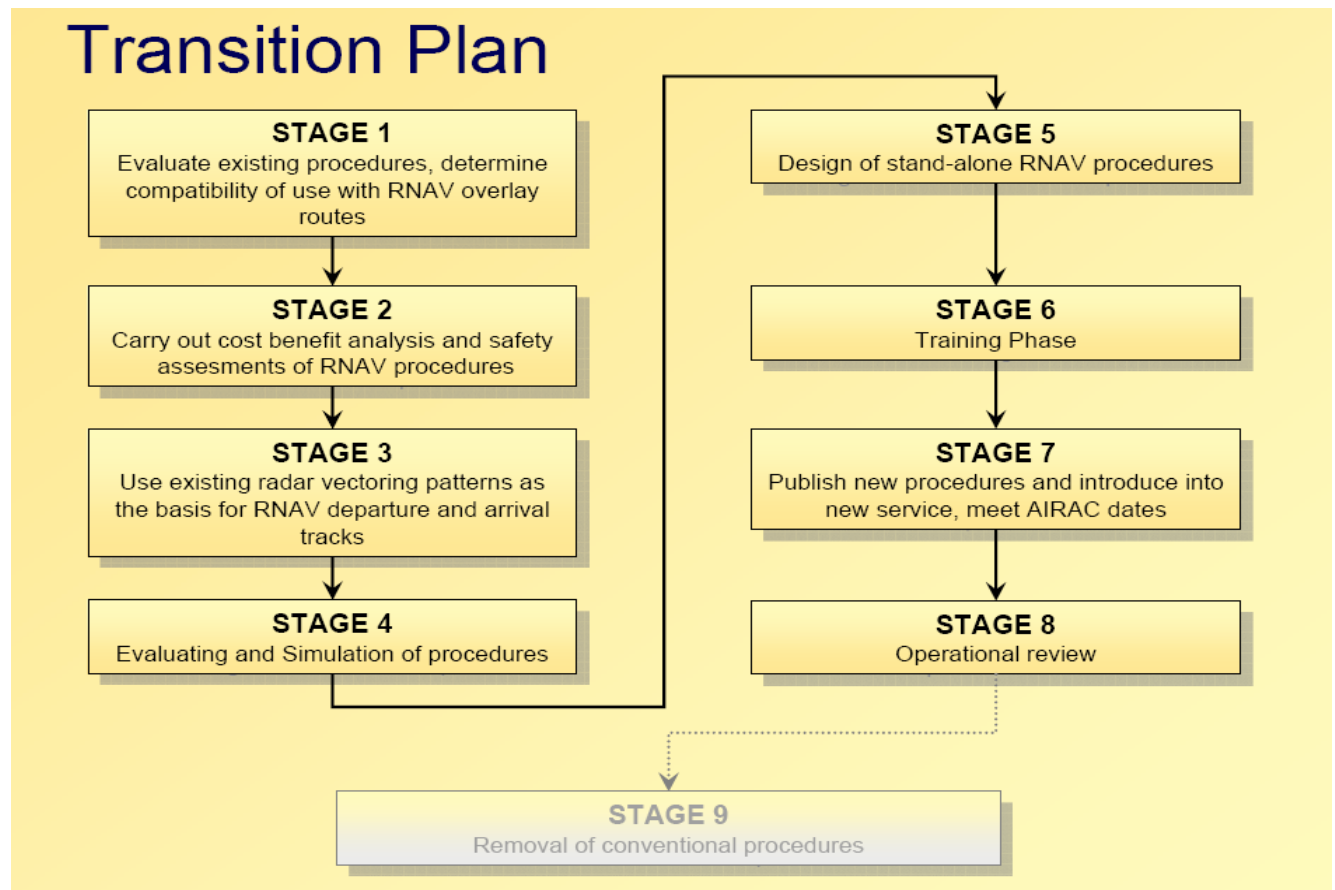 Transition Plan
STAGE 1
Evaluate existing procedures, determine
compatibility of use with RNAV overlay
routes
STAGE 2
Carry out cost benefit analysis and safety
assesments of RNAV procedures
STAGE 3
Use existing radar vectoring patterns as
the basis for RNAV departure and arrival
tracks
STAGE 4
Evaluating and Simulation of procedures
STAGE 5
Design of stand-alone RNAV procedures
STAGE 6
Training Phase
STAGE 7
Publish new procedures and introduce into
new service, meet AIRAC dates
STAGE 8
Operational review
STAGE 9
Removal of conventional procedures